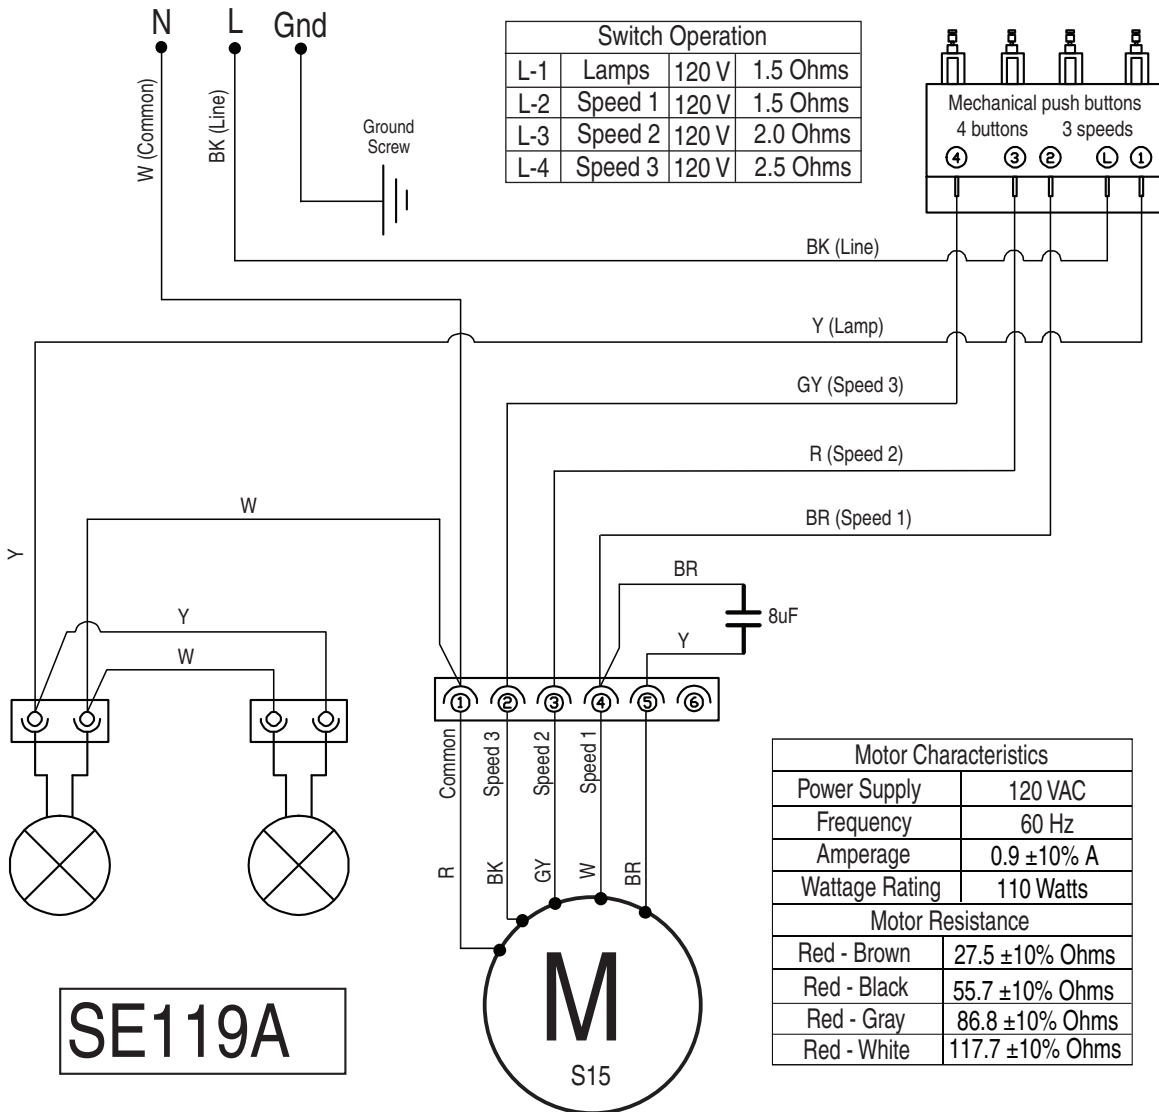 N L Gnd
W (Common)
BK (Line)
Ground
Screw
Switch Operation
L-1 Lamps 120 V 1.5 Ohms
L-2 Speed 1 120 V 1.5 Ohms
L-3 Speed 2 120 V 2.0 Ohms
L-4 Speed 3 120 V 2.5 Ohms
Mechanical push buttons
4 buttons 3 speeds
4 3 2 L 1
BK (Line)
Y (Lamp)
GY (Speed 3)
R (Speed 2)
BR (Speed 1)
W
Y
Y
W
BR
8uF
Y
1 2 3 4 5 6
Common
Speed 3
Speed 2
Speed 1
R
BK
GY
W
BR
M
S15
SE119A
Motor Characteristics
Power Supply 120 VAC
Frequency 60 Hz
Amperage 0.9 ±10% A
Wattage Rating 110 Watts
Motor Resistance
Red - Brown 27.5 ±10% Ohms
Red - Black 55.7 ±10% Ohms
Red - Gray 86.8 ±10% Ohms
Red - White 117.7 ±10% Ohms